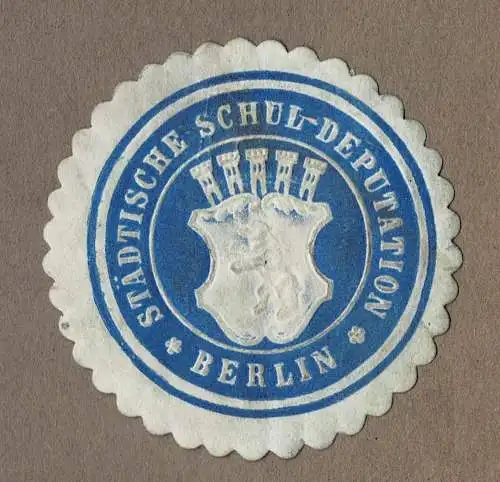 STÄDTISCHE SCHUL-DEPUTATION
* BERLIN *